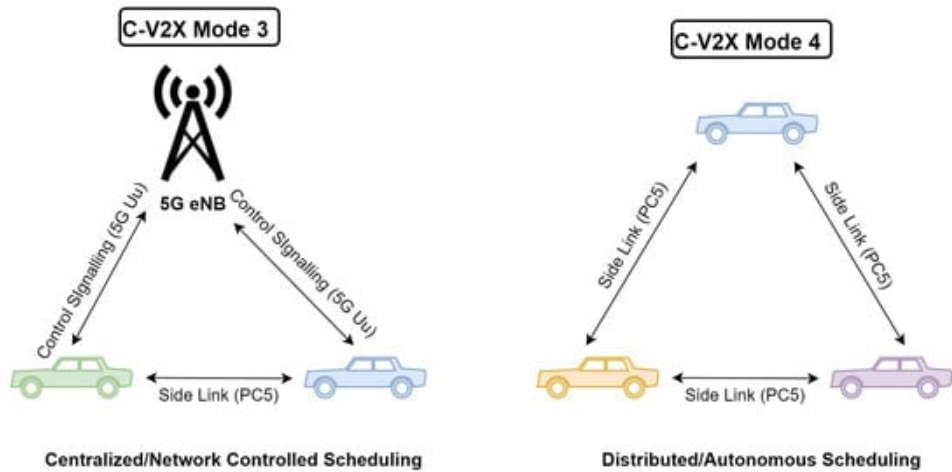 C-V2X Mode 3
5G eNB
Control SIgnalling (5G Uu)
Control SIgnalling (5G Uu)
Side Link (PC5)
Centralized/Network Controlled Scheduling
C-V2X Mode 4
Side Link (PC5)
Side Link (PC5)
Side Link (PC5)
Distributed/Autonomous Scheduling